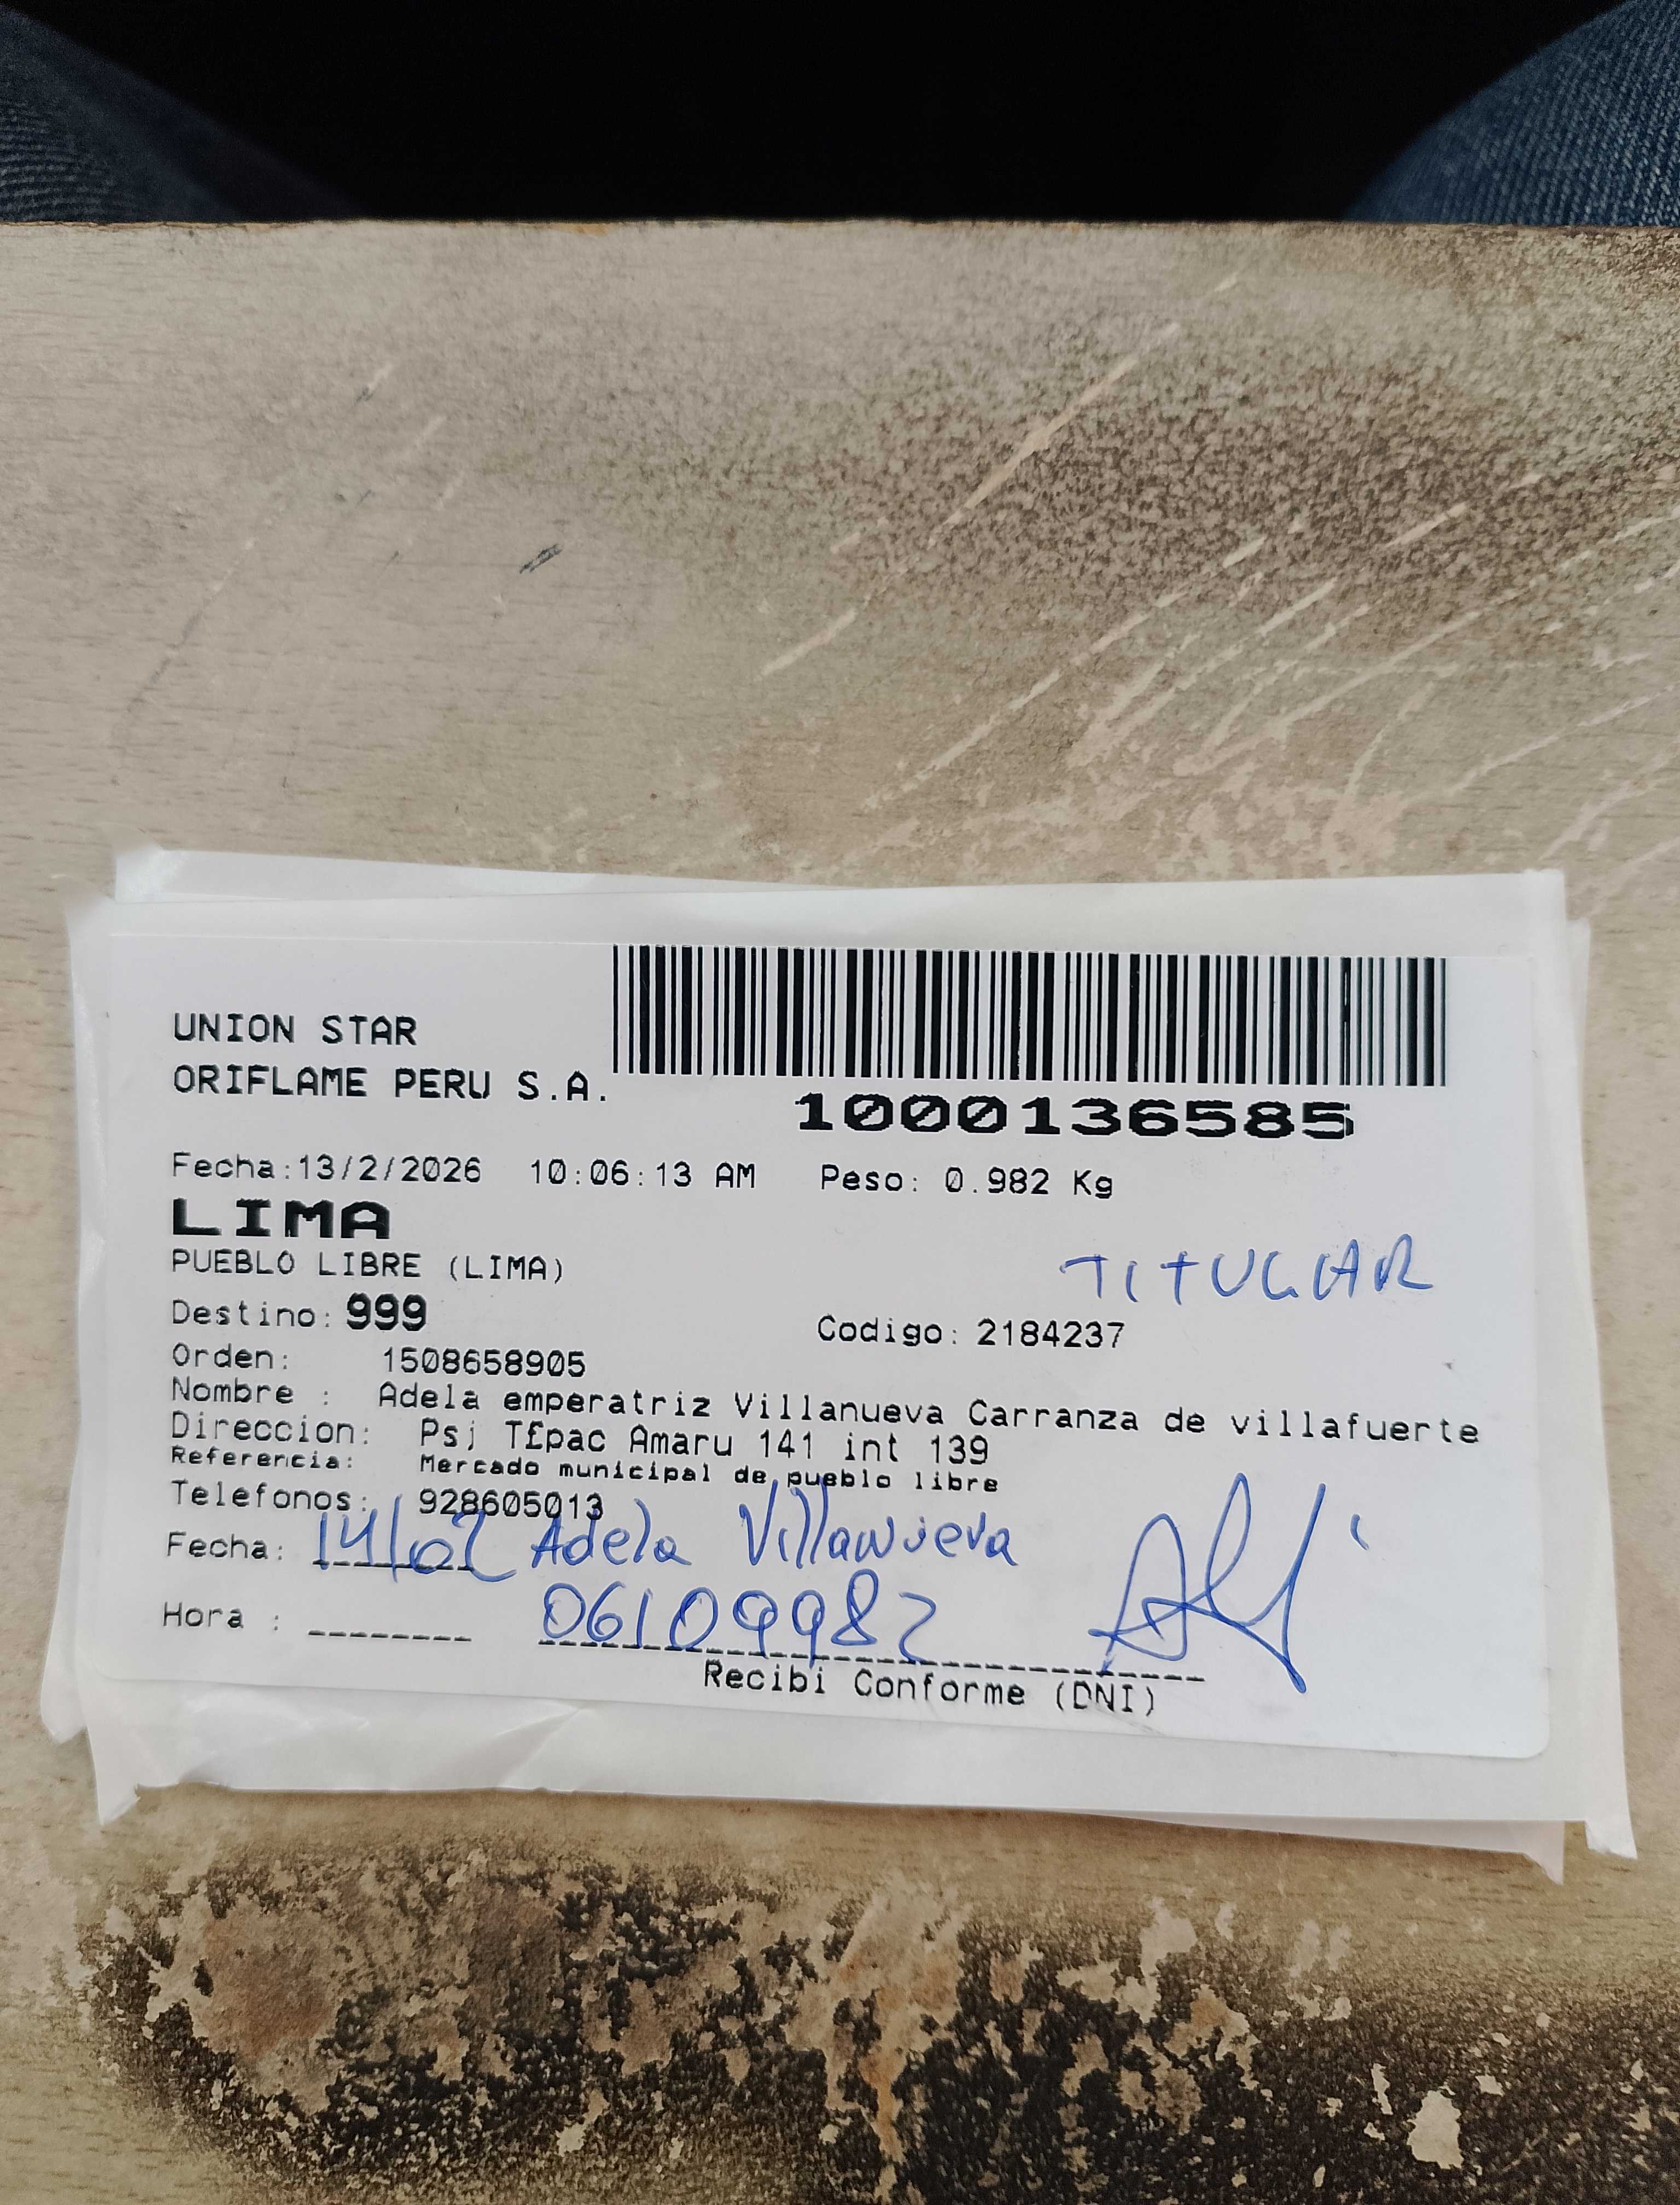 UNION STAR
ORIFLAME PERU S.A.
1000136585
Fecha:13/2/2026 10:06:13 AM Peso: 0.982 Kg
LIMA
PUEBLO LIBRE (LIMA)
TITULAR
Destino: 999
Codigo: 2184237
Orden: 1508658905
Nombre : Adela emperatriz Villanueva Carranza de villafuerte
Direccion: Psj T£pac Amaru 141 int 139
Referencia: Mercado municipal de pueblo libre
Telefonos: 928605013
Fecha: 14/02 Adela Villanueva
Hora : 06109982
Recibi Conforme (DNI)